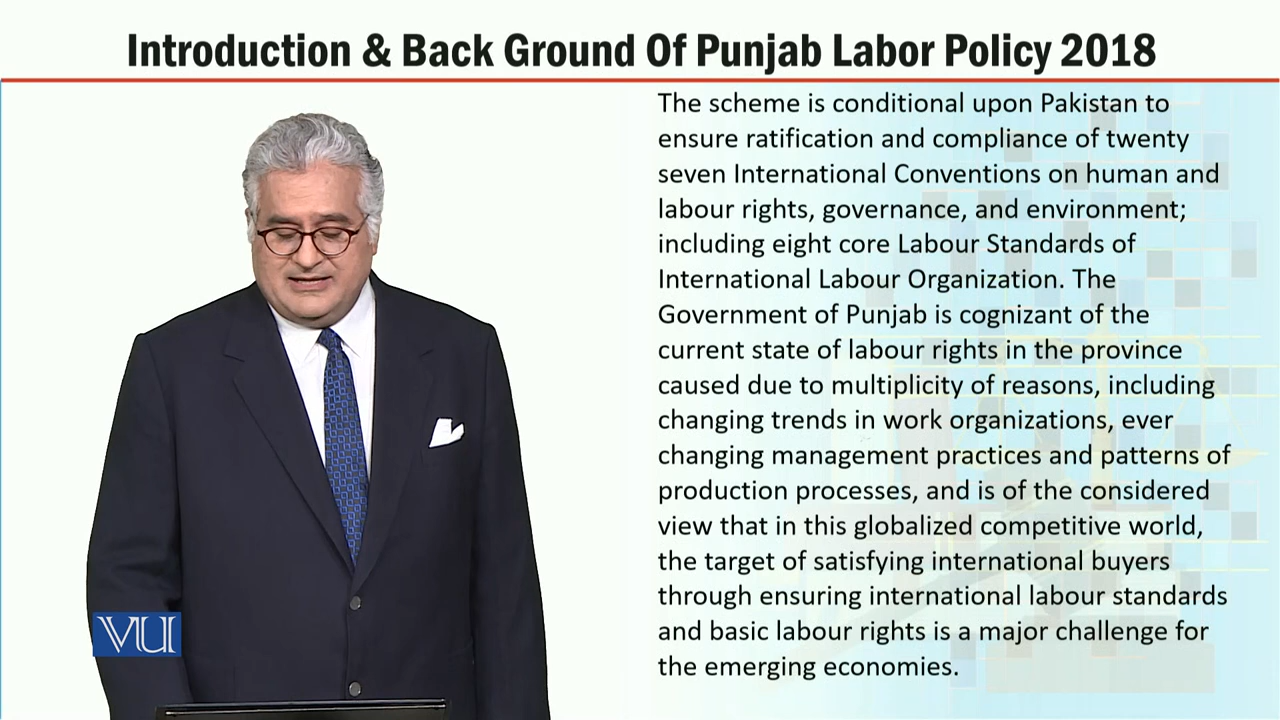 Introduction & Back Ground Of Punjab Labor Policy 2018
The scheme is conditional upon Pakistan to
ensure ratification and compliance of twenty
seven International Conventions on human and
labour rights, governance, and environment;
including eight core Labour Standards of
International Labour Organization. The
Government of Punjab is cognizant of the
current state of labour rights in the province
caused due to multiplicity of reasons, including
changing trends in work organizations, ever
changing management practices and patterns of
production processes, and is of the considered
view that in this globalized competitive world,
the target of satisfying international buyers
through ensuring international labour standards
and basic labour rights is a major challenge for
the emerging economies.
VU